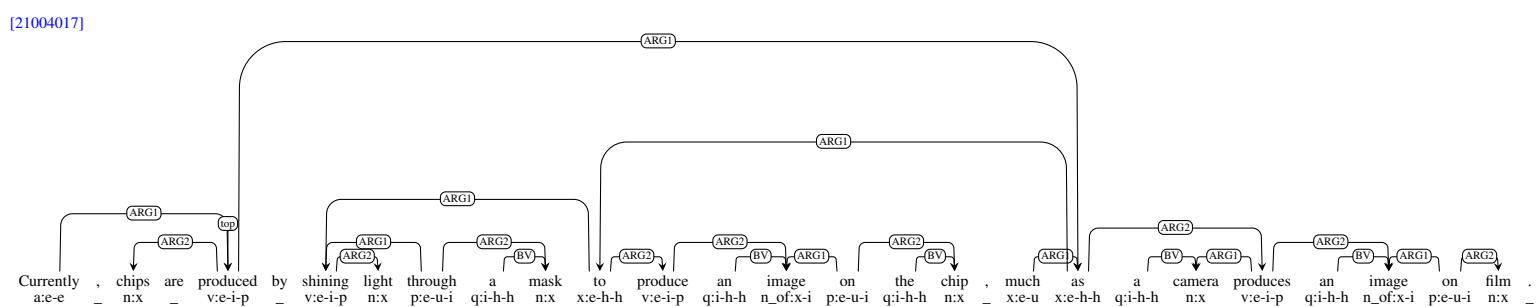 [21004017]
ARG1
ARG1
ARG1
ARG1 top ARG2
ARG2 ARG1 ARG2 ARG2 ARG2 ARG2
ARG2 BV ARG2 BV ARG1 BV ARG1 BV ARG1 BV ARG1 ARG2
Currently , chips are produced by shining light through a mask to produce an image on the chip , much as a camera produces an image on film .
a:e-e _ n:x _ v:e-i-p _ v:e-i-p n:x p:e-u-i q:i-h-h n:x x:e-h-h v:e-i-p q:i-h-h n_of:x-i p:e-u-i q:i-h-h n:x _ x:e-u x:e-h-h q:i-h-h n:x v:e-i-p q:i-h-h n_of:x-i p:e-u-i n:x _